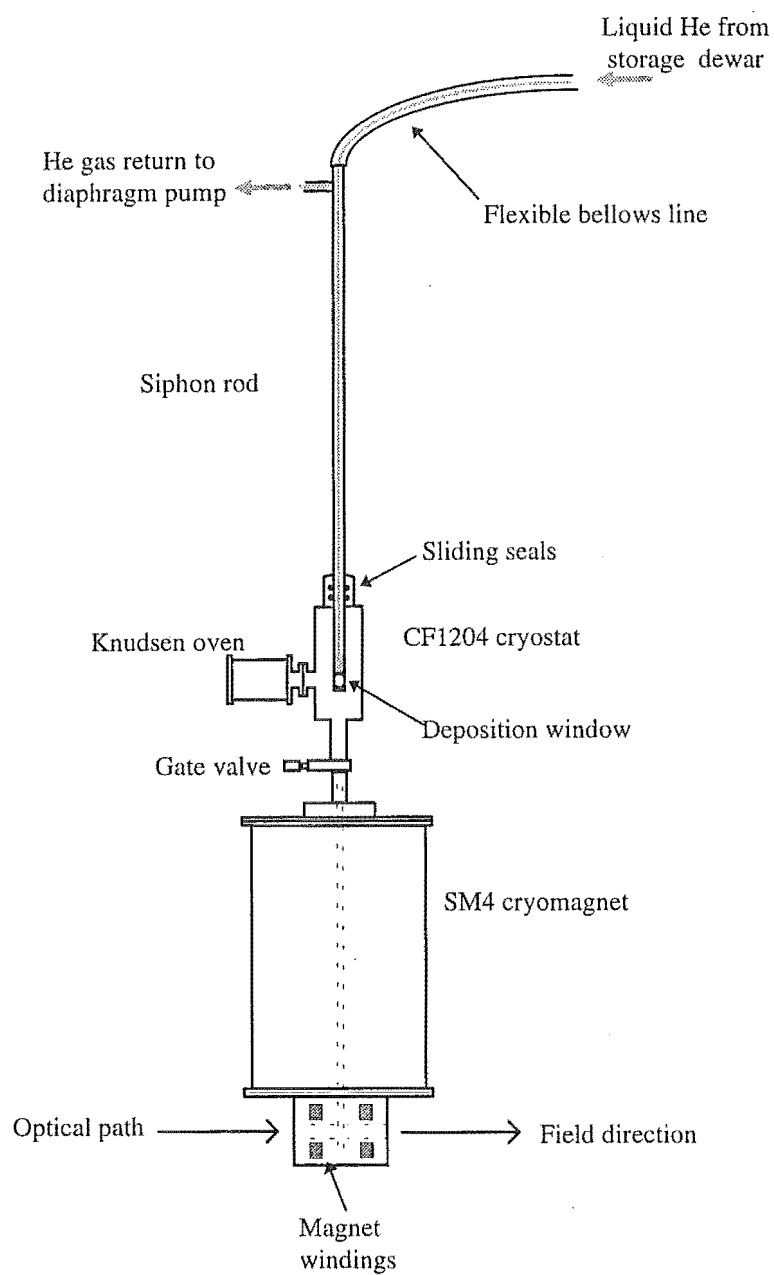 Liquid He from
storage dewar
He gas return to
diaphragm pump
Flexible bellows line
Siphon rod
Sliding seals
Knudsen oven
CF1204 cryostat
Deposition window
Gate valve
SM4 cryomagnet
Optical path
Field direction
Magnet
windings